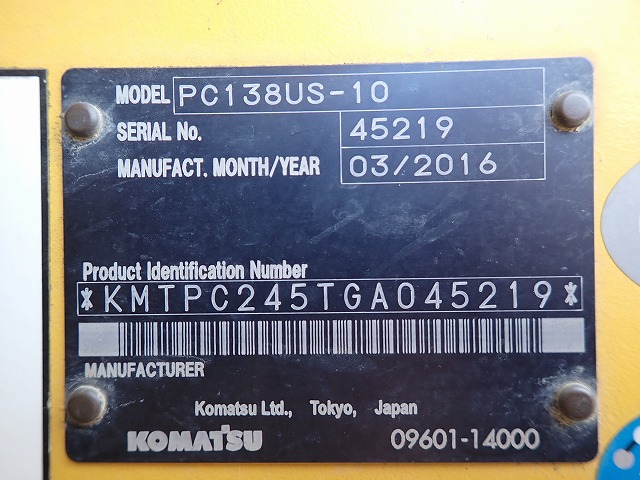 MODEL PC138US-10
SERIAL No. 45219
MANUFACT. MONTH/YEAR 03/2016
Product Identification Number
*KMTPC245TGA045219*
MANUFACTURER
Komatsu Ltd., Tokyo, Japan
KOMATSU 09601-14000